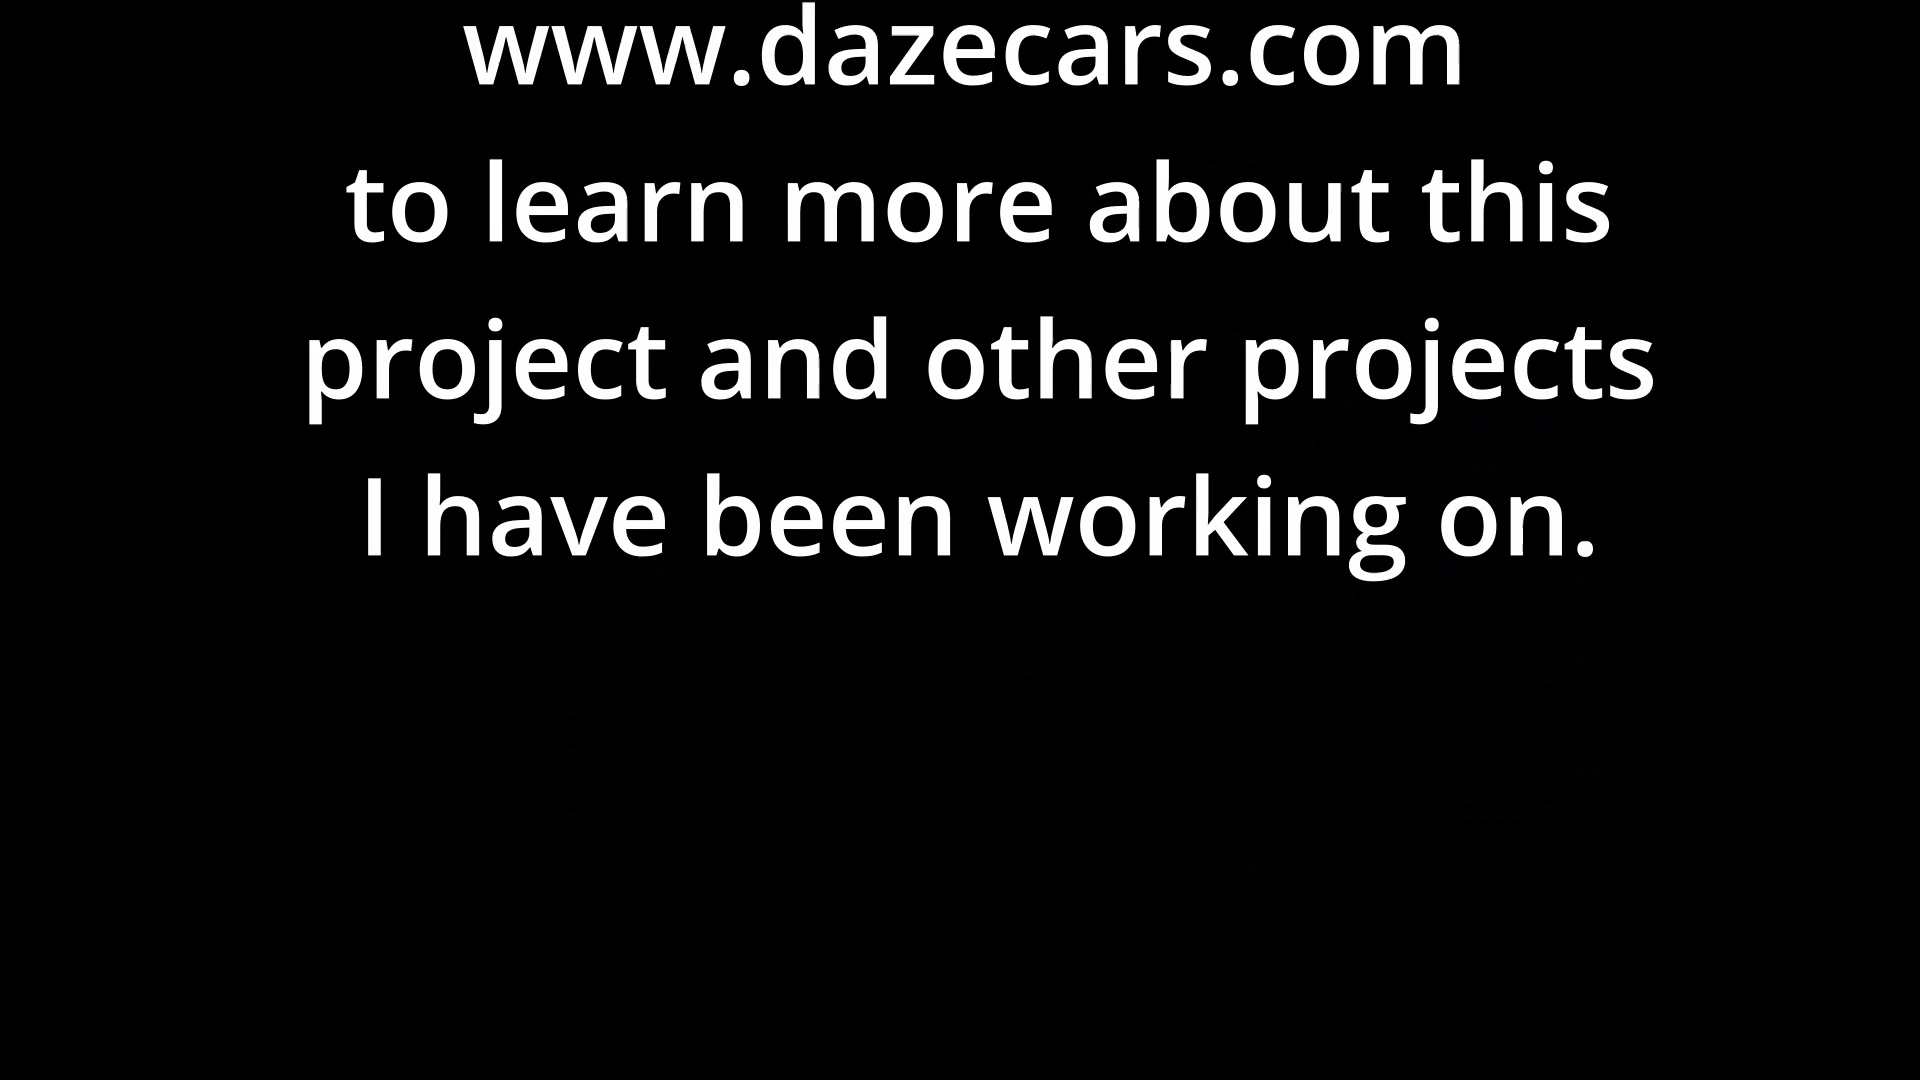 www.dazecars.com
to learn more about this
project and other projects
I have been working on.